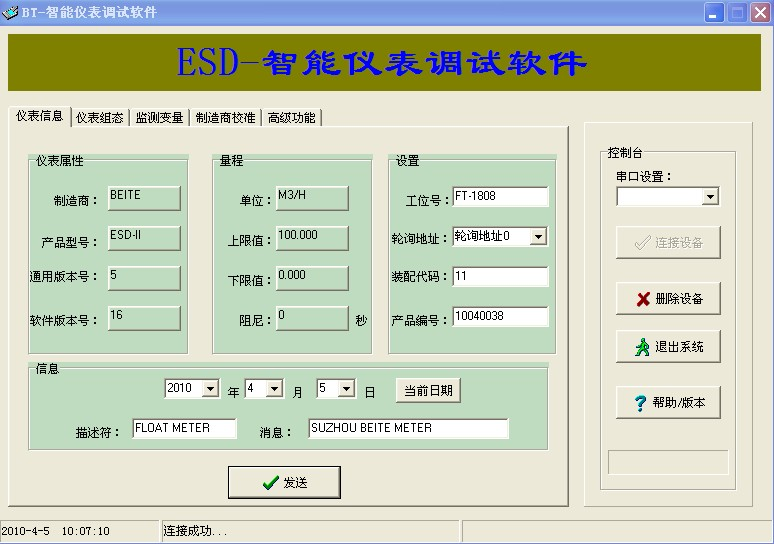 BT-智能仪表调试软件
ESD-智能仪表调试软件
仪表信息 仪表组态 监测变量 制造商校准 高级功能
仪表属性
制造商： BEITE
产品型号： ESD-II
通用版本号： 5
软件版本号： 16
量程
单位： M3/H
上限值： 100.000
下限值： 0.000
阻尼： 0 秒
设置
工位号： FT-1808
轮询地址： 轮询地址0
装配代码： 11
产品编号： 10040038
信息
2010 年 4 月 5 日 当前日期
描述符： FLOAT METER 消息： SUZHOU BEITE METER
发送
控制台
串口设置：
连接设备
删除设备
退出系统
帮助/版本
2010-4-5 10:07:10 连接成功...